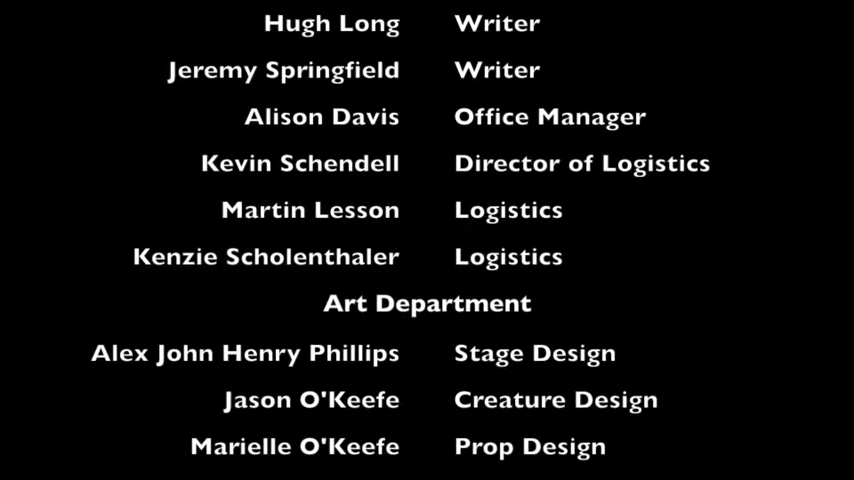 Hugh Long Writer
Jeremy Springfield Writer
Alison Davis Office Manager
Kevin Schendell Director of Logistics
Martin Lesson Logistics
Kenzie Scholenthaler Logistics
Art Department
Alex John Henry Phillips Stage Design
Jason O'Keefe Creature Design
Marielle O'Keefe Prop Design